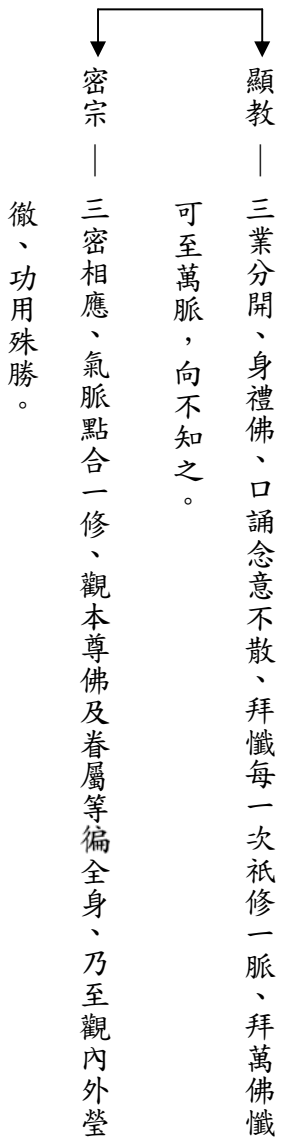 顯教 — 三業分開、身禮佛、口誦念意不散、拜懺每一次祇修一脈、拜萬佛懺
可至萬脈，向不知之。
密宗 — 三密相應、氣脈點合一修、觀本尊佛及眷屬等徧全身、乃至觀內外瑩
徹、功用殊勝。